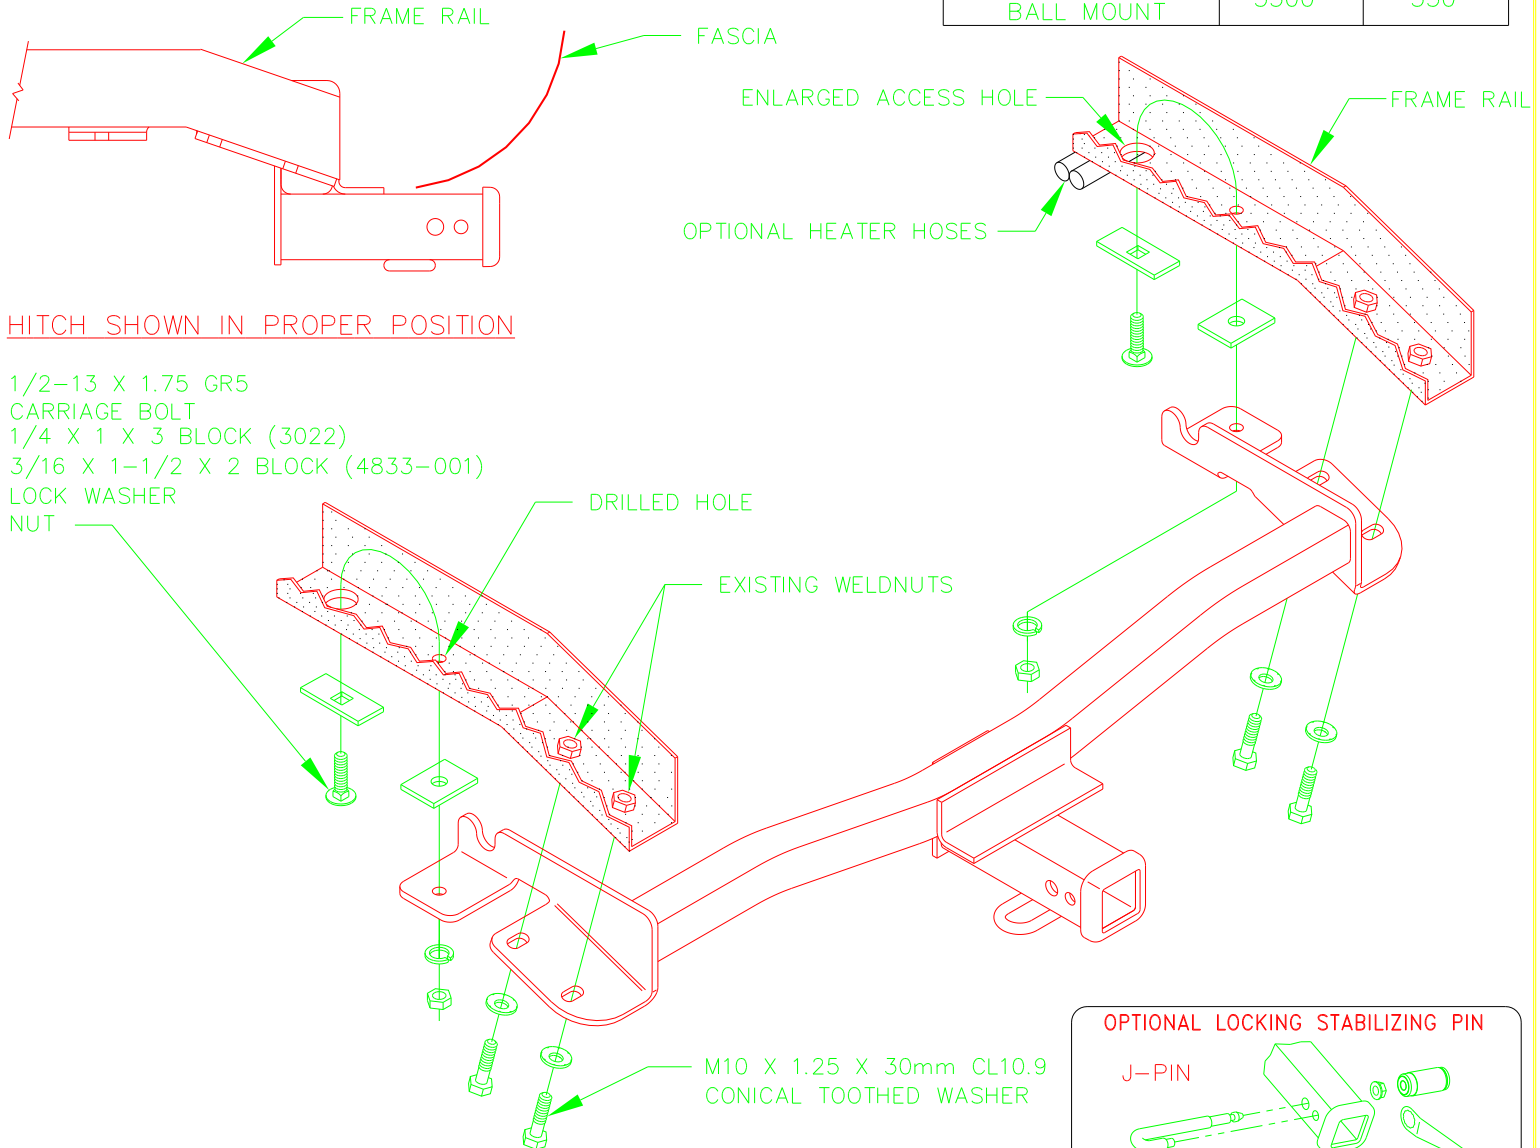 BALL MOUNT
FRAME RAIL
FASCIA
ENLARGED ACCESS HOLE
FRAME RAIL
OPTIONAL HEATER HOSES
HITCH SHOWN IN PROPER POSITION
1/2-13 X 1.75 GR5
CARRIAGE BOLT
1/4 X 1 X 3 BLOCK (3022)
3/16 X 1-1/2 X 2 BLOCK (4833-001)
LOCK WASHER
NUT
DRILLED HOLE
EXISTING WELDNUTS
M10 X 1.25 X 30mm CL10.9
CONICAL TOOTHED WASHER
OPTIONAL LOCKING STABILIZING PIN
J-PIN